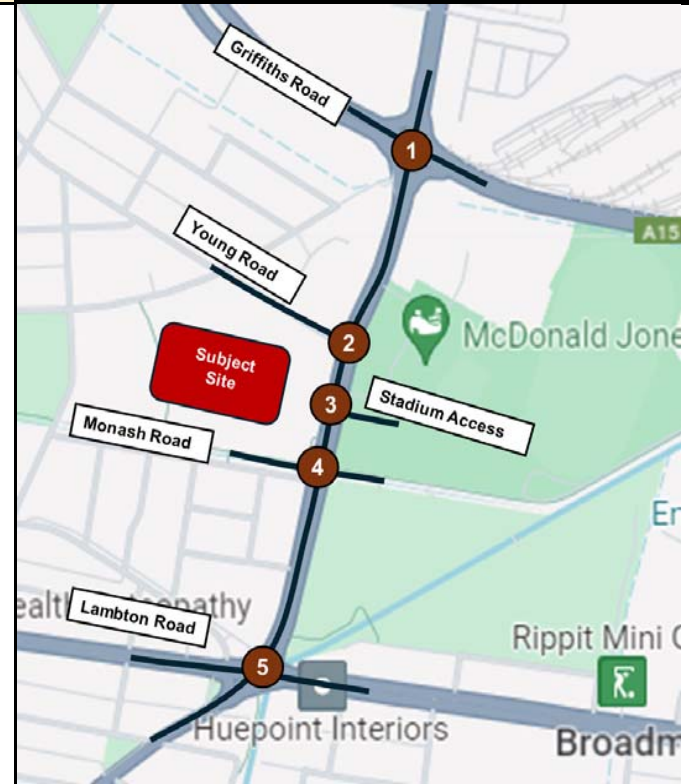 Griffiths Road
1
A15
Young Road
2
McDonald Jone
Subject
Site
3
Stadium Access
Monash Road
4
En
ealth
pathy
Lambton Road
Rippit Mini G
5
Huepoint Interiors
Broadm